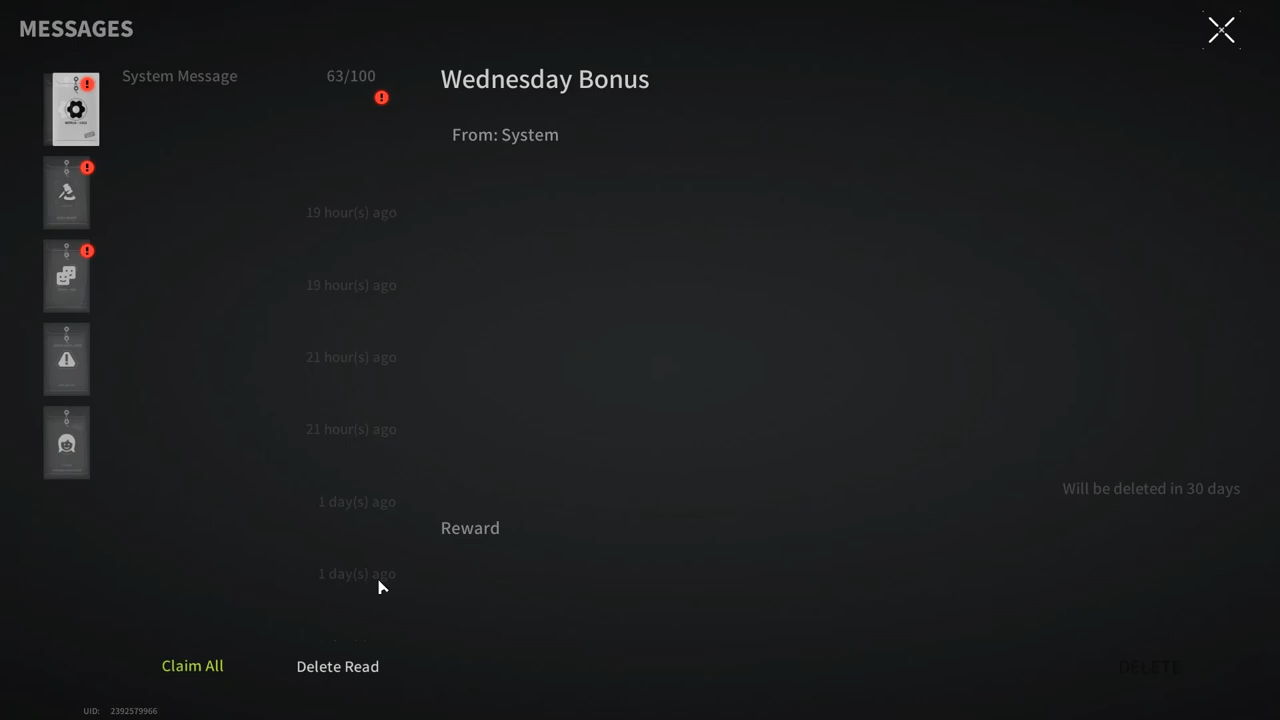 MESSAGES
System Message 63/100
Wednesday Bonus
From: System
19 hour(s) ago
19 hour(s) ago
21 hour(s) ago
21 hour(s) ago
1 day(s) ago
Will be deleted in 30 days
Reward
1 day(s) ago
Claim All
Delete Read
DELETE
UID: 2392579966